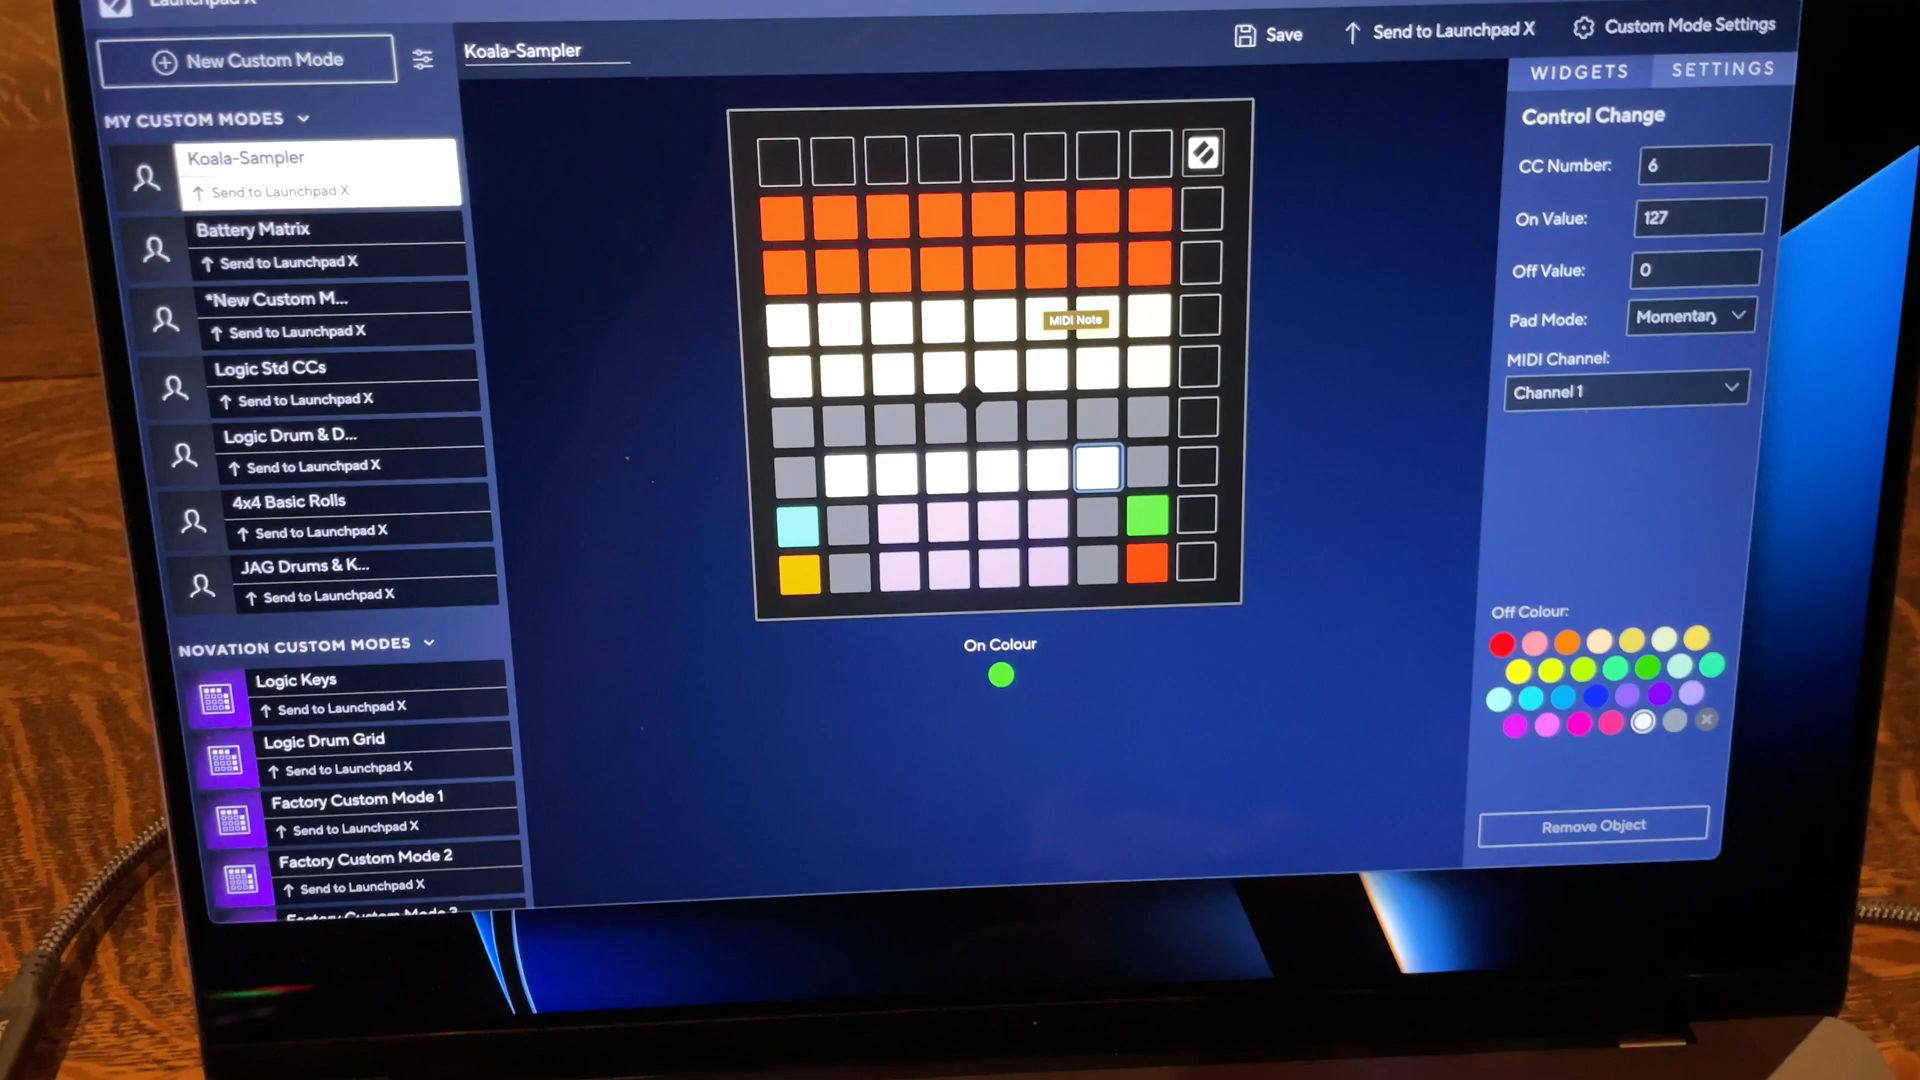 Launchpad X
New Custom Mode
Koala-Sampler
Save
Send to Launchpad X
Custom Mode Settings
MY CUSTOM MODES
Koala-Sampler
Send to Launchpad X
Battery Matrix
Send to Launchpad X
*New Custom M...
Send to Launchpad X
Logic Std CCs
Send to Launchpad X
Logic Drum & D...
Send to Launchpad X
4x4 Basic Rolls
Send to Launchpad X
JAG Drums & K...
Send to Launchpad X
NOVATION CUSTOM MODES
Logic Keys
Send to Launchpad X
Logic Drum Grid
Send to Launchpad X
Factory Custom Mode 1
Send to Launchpad X
Factory Custom Mode 2
Send to Launchpad X
Factory Custom Mode 3
MIDI Note
On Colour
WIDGETS
SETTINGS
Control Change
CC Number: 6
On Value: 127
Off Value: 0
Pad Mode: Momentary
MIDI Channel:
Channel 1
Off Colour:
Remove Object